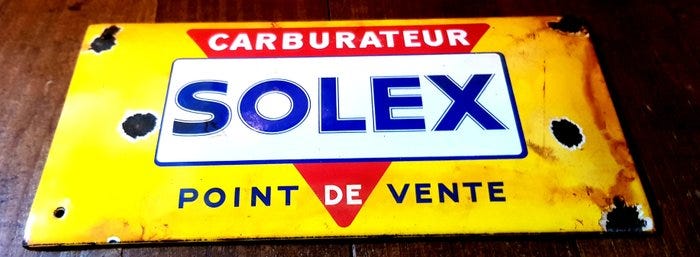 CARBURATEUR
SOLEX
POINT DE VENTE